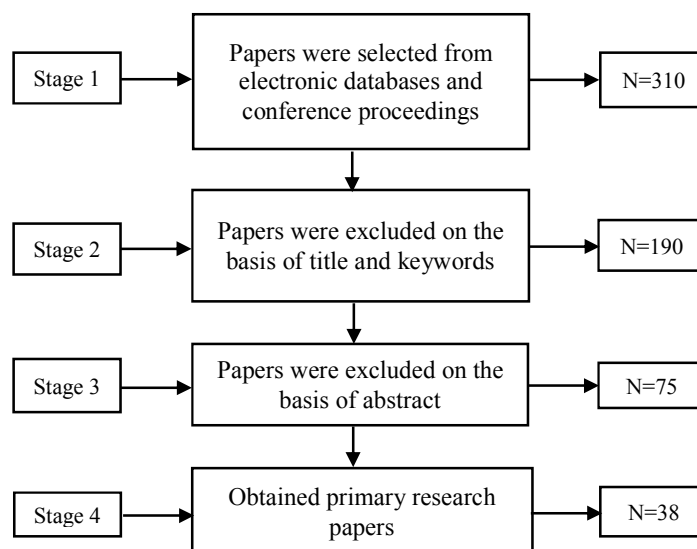 Stage 1
Papers were selected from
electronic databases and
conference proceedings
N=310
Stage 2
Papers were excluded on the
basis of title and keywords
N=190
Stage 3
Papers were excluded on the
basis of abstract
N=75
Stage 4
Obtained primary research
papers
N=38